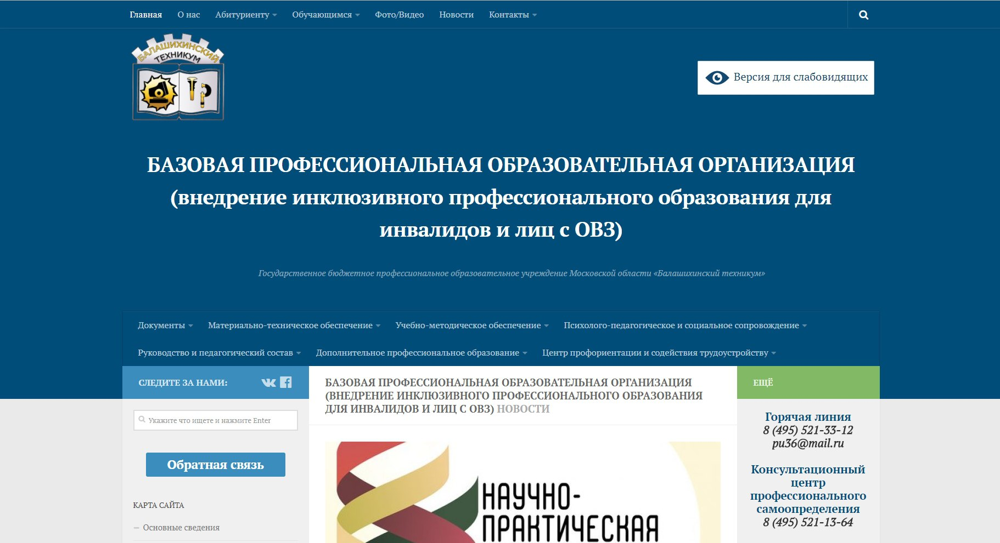 Главная О нас Абитуриенту Обучающимся Фото/Видео Новости Контакты
БАЛАШИХИНСКИЙ
ТЕХНИКУМ
Версия для слабовидящих
БАЗОВАЯ ПРОФЕССИОНАЛЬНАЯ ОБРАЗОВАТЕЛЬНАЯ ОРГАНИЗАЦИЯ
(внедрение инклюзивного профессионального образования для
инвалидов и лиц с ОВЗ)
Государственное бюджетное профессиональное образовательное учреждение Московской области «Балашихинский техникум»
Документы Материально-техническое обеспечение Учебно-методическое обеспечение Психолого-педагогическое и социальное сопровождение
Руководство и педагогический состав Дополнительное профессиональное образование Центр профориентации и содействия трудоустройству
СЛЕДИТЕ ЗА НАМИ:
Укажите что ищете и нажмите Enter
Обратная связь
КАРТА САЙТА
Основные сведения
БАЗОВАЯ ПРОФЕССИОНАЛЬНАЯ ОБРАЗОВАТЕЛЬНАЯ ОРГАНИЗАЦИЯ
(ВНЕДРЕНИЕ ИНКЛЮЗИВНОГО ПРОФЕССИОНАЛЬНОГО ОБРАЗОВАНИЯ
ДЛЯ ИНВАЛИДОВ И ЛИЦ С ОВЗ) НОВОСТИ
НАУЧНО-
ПРАКТИЧЕСКАЯ
ЕЩЁ
Горячая линия
8 (495) 521-33-12
pu36@mail.ru
Консультационный
центр
профессионального
самоопределения
8 (495) 521-13-64